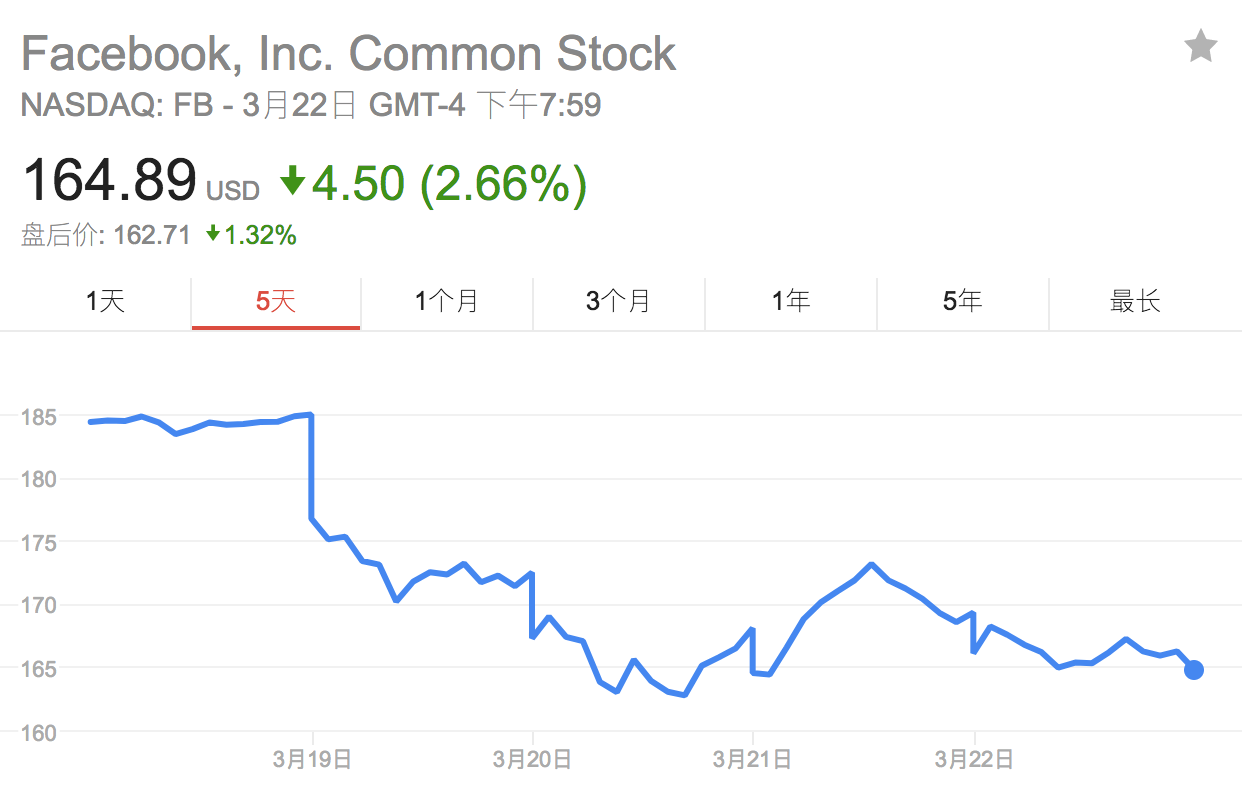 Facebook, Inc. Common Stock
NASDAQ: FB - 3月22日 GMT-4 下午7:59
164.89 USD 4.50 (2.66%)
盘后价: 162.71 1.32%
1天 5天 1个月 3个月 1年 5年 最长
185
180
175
170
165
160
3月19日 3月20日 3月21日 3月22日